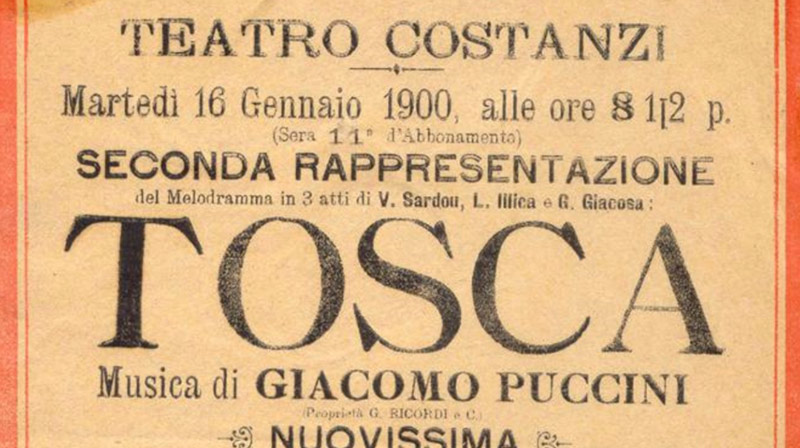 TEATRO COSTANZI
Martedì 16 Gennaio 1900, alle ore 8 1/2 p.
(Sera 11ª d'Abbonamento)
SECONDA RAPPRESENTAZIONE
del Melodramma in 3 atti di V. Sardou, L. Illica e G. Giacosa:
TOSCA
Musica di GIACOMO PUCCINI
(Proprietà G. RICORDI e C.)
NUOVISSIMA